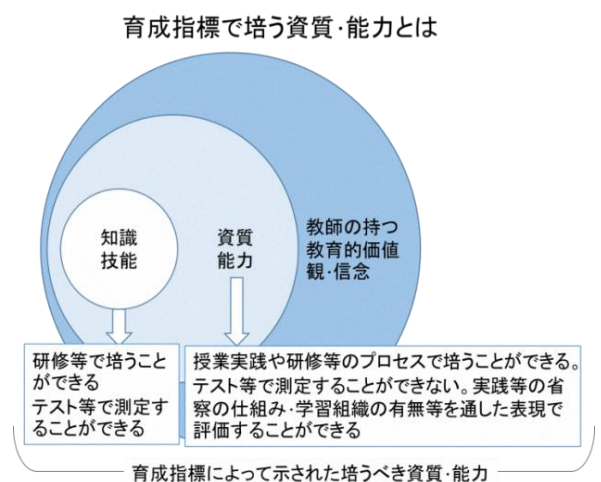 育成指標で培う資質・能力とは
知識
技能
資質
能力
教師の持つ
教育的価値
観・信念
研修等で培うこと
ができる
テスト等で測定す
ることができる
授業実践や研修等のプロセスで培うことができる。
テスト等で測定することができない。実践等の省
察の仕組み・学習組織の有無等を通した表現で
評価することができる
育成指標によって示された培うべき資質・能力